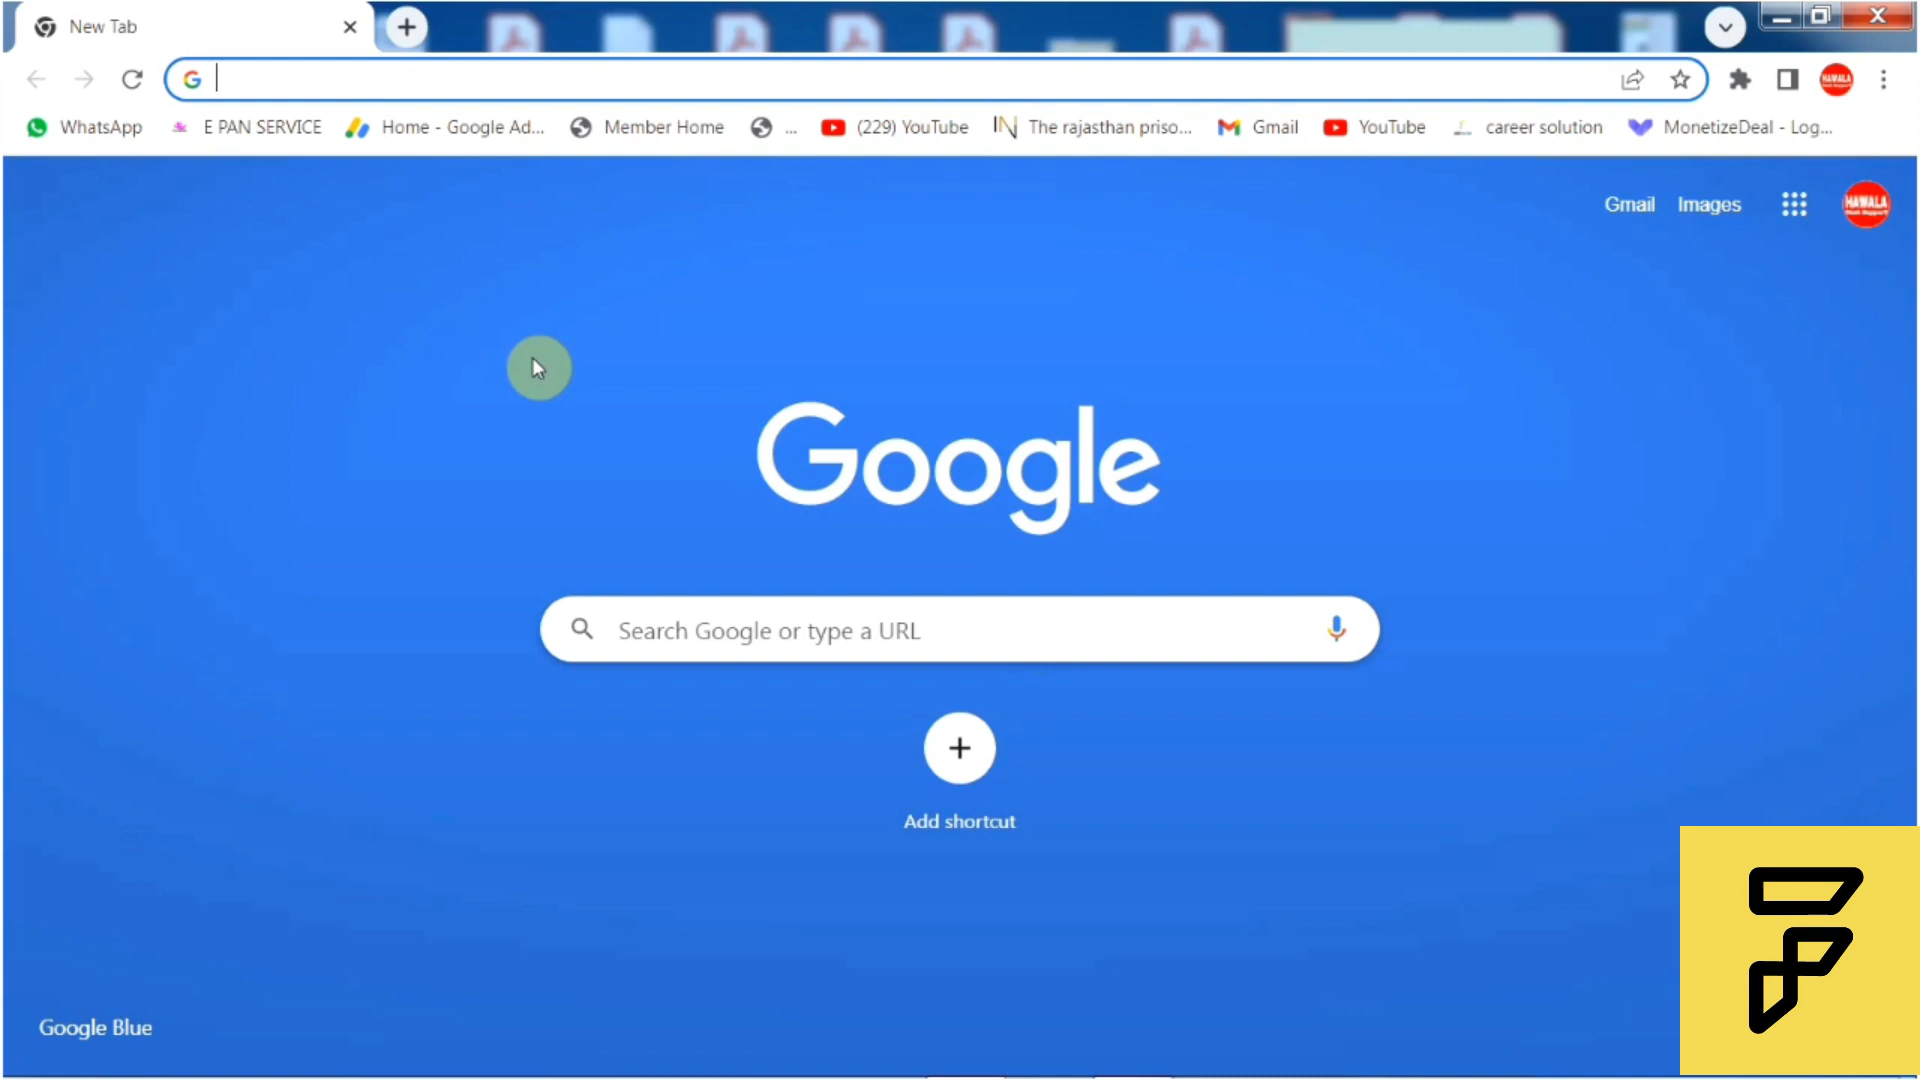 New Tab
WhatsApp E PAN SERVICE Home - Google Ad... Member Home ... (229) YouTube The rajasthan priso... Gmail YouTube career solution MonetizeDeal - Log...
Gmail Images HAWALA
Google
Search Google or type a URL
Add shortcut
Google Blue